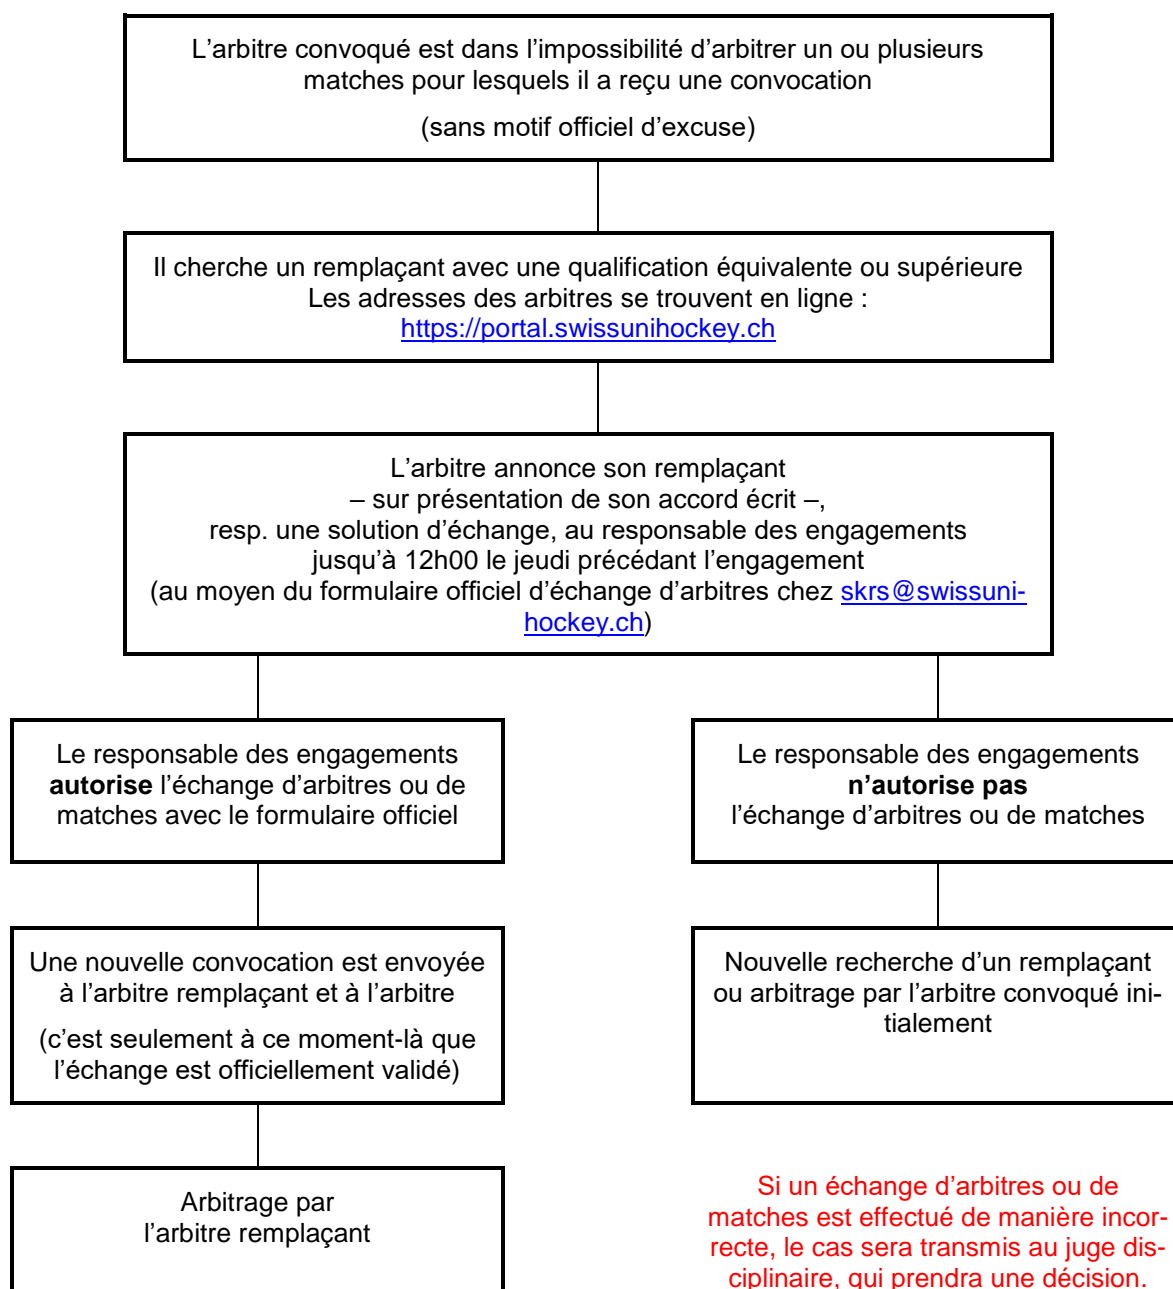 L’arbitre convoqué est dans l’impossibilité d’arbitrer un ou plusieurs
matches pour lesquels il a reçu une convocation
(sans motif officiel d’excuse)
Il cherche un remplaçant avec une qualification équivalente ou supérieure
Les adresses des arbitres se trouvent en ligne :
https://portal.swissunihockey.ch
L’arbitre annonce son remplaçant
– sur présentation de son accord écrit –,
resp. une solution d’échange, au responsable des engagements
jusqu’à 12h00 le jeudi précédant l’engagement
(au moyen du formulaire officiel d’échange d’arbitres chez skrs@swissuni-
hockey.ch)
Le responsable des engagements
autorise l’échange d’arbitres ou de
matches avec le formulaire officiel
Le responsable des engagements
n’autorise pas
l’échange d’arbitres ou de matches
Une nouvelle convocation est envoyée
à l’arbitre remplaçant et à l’arbitre
(c’est seulement à ce moment-là que
l’échange est officiellement validé)
Nouvelle recherche d’un remplaçant
ou arbitrage par l’arbitre convoqué ini-
tialement
Arbitrage par
l’arbitre remplaçant
Si un échange d’arbitres ou de
matches est effectué de manière incor-
recte, le cas sera transmis au juge dis-
ciplinaire, qui prendra une décision.